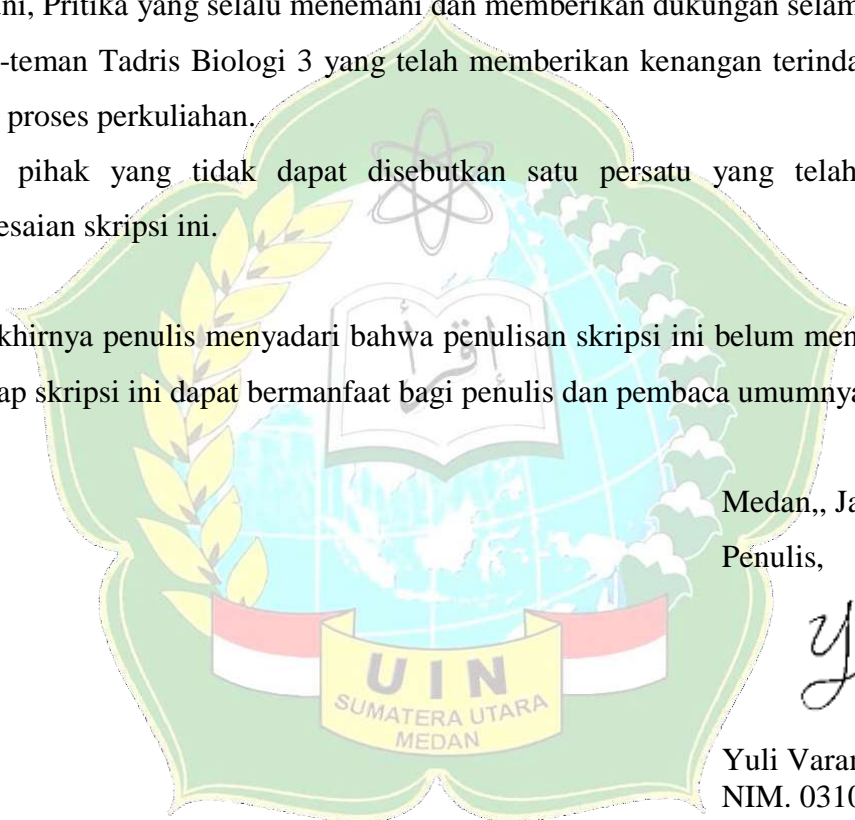 ni, Pritika yang selalu menemani dan memberikan dukungan selam
-teman Tadris Biologi 3 yang telah memberikan kenangan terinda
proses perkuliahan.
pihak yang tidak dapat disebutkan satu persatu yang telah
esaian skripsi ini.
khirnya penulis menyadari bahwa penulisan skripsi ini belum men
ap skripsi ini dapat bermanfaat bagi penulis dan pembaca umumnya
اقرأ
Medan,, Ja
Penulis,
UIN
SUMATERA UTARA
MEDAN
Yuli Varan
NIM. 0310